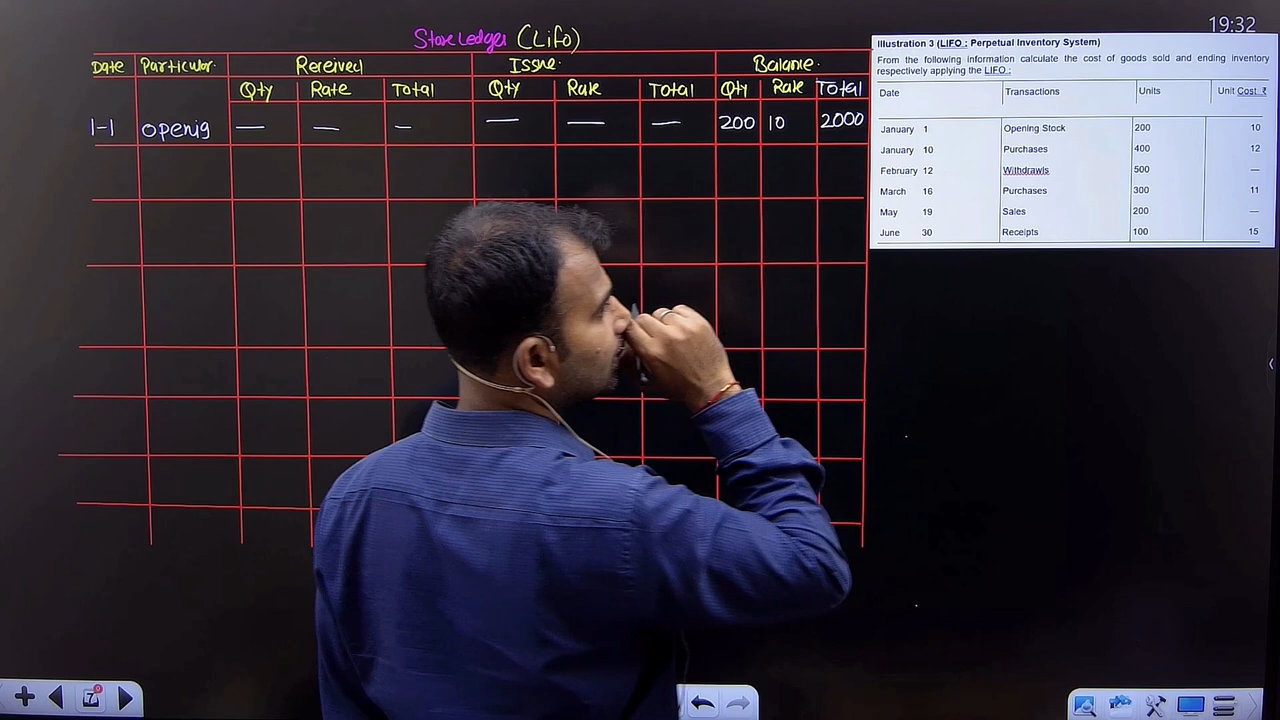 19:32
Store Ledger (Lifo)
Date Particular Received Issue Balance
Qty Rate Total Qty Rate Total Qty Rate Total
1-1 openig — — — — — — 200 10 2000
Illustration 3 (LIFO : Perpetual Inventory System)
From the following information calculate the cost of goods sold and ending inventory
respectively applying the LIFO :
Date Transactions Units Unit Cost ₹
January 1 Opening Stock 200 10
January 10 Purchases 400 12
February 12 Withdrawls 500 —
March 16 Purchases 300 11
May 19 Sales 200 —
June 30 Receipts 100 15
7